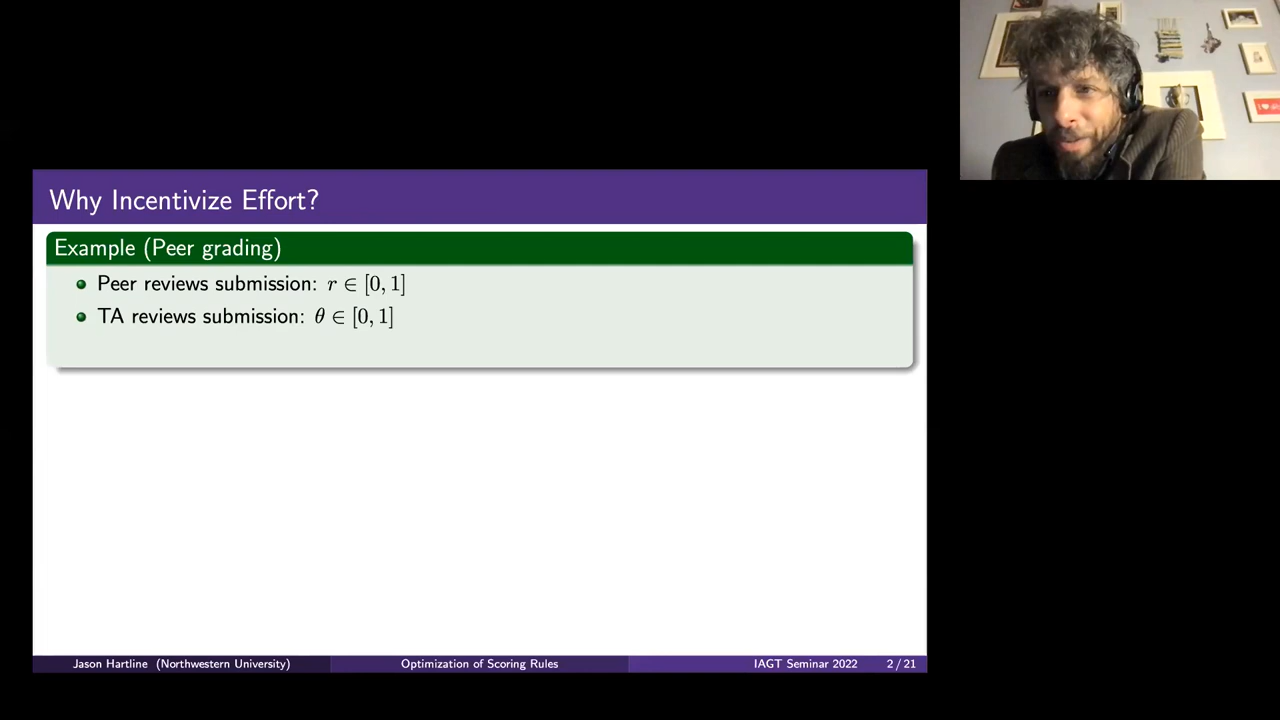 Why Incentivize Effort?
Example (Peer grading)
Peer reviews submission: r ∈ [0, 1]
TA reviews submission: θ ∈ [0, 1]
Jason Hartline (Northwestern University) Optimization of Scoring Rules IAGT Seminar 2022 2 / 21